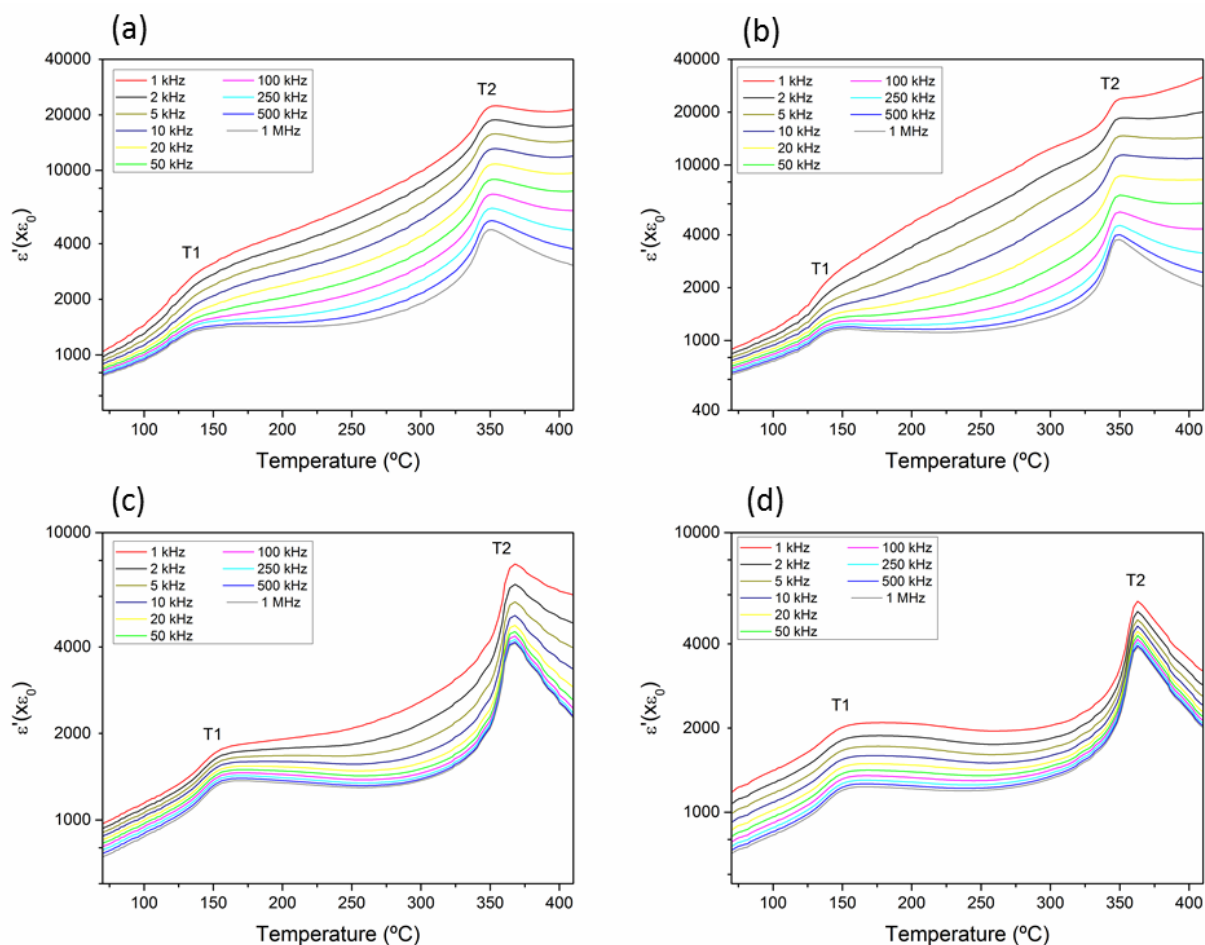 (a)
40000
20000
10000
4000
2000
1000
ε'(xε0)
1 kHz
2 kHz
5 kHz
10 kHz
20 kHz
50 kHz
100 kHz
250 kHz
500 kHz
1 MHz
T1
T2
100 150 200 250 300 350 400
Temperature (ºC)
(b)
40000
20000
10000
4000
2000
1000
400
ε'(xε0)
1 kHz
2 kHz
5 kHz
10 kHz
20 kHz
50 kHz
100 kHz
250 kHz
500 kHz
1 MHz
T1
T2
100 150 200 250 300 350 400
Temperature (ºC)
(c)
10000
4000
2000
1000
ε'(xε0)
1 kHz
2 kHz
5 kHz
10 kHz
20 kHz
50 kHz
100 kHz
250 kHz
500 kHz
1 MHz
T1
T2
100 150 200 250 300 350 400
Temperature (ºC)
(d)
10000
4000
2000
1000
ε'(xε0)
1 kHz
2 kHz
5 kHz
10 kHz
20 kHz
50 kHz
100 kHz
250 kHz
500 kHz
1 MHz
T1
T2
100 150 200 250 300 350 400
Temperature (ºC)